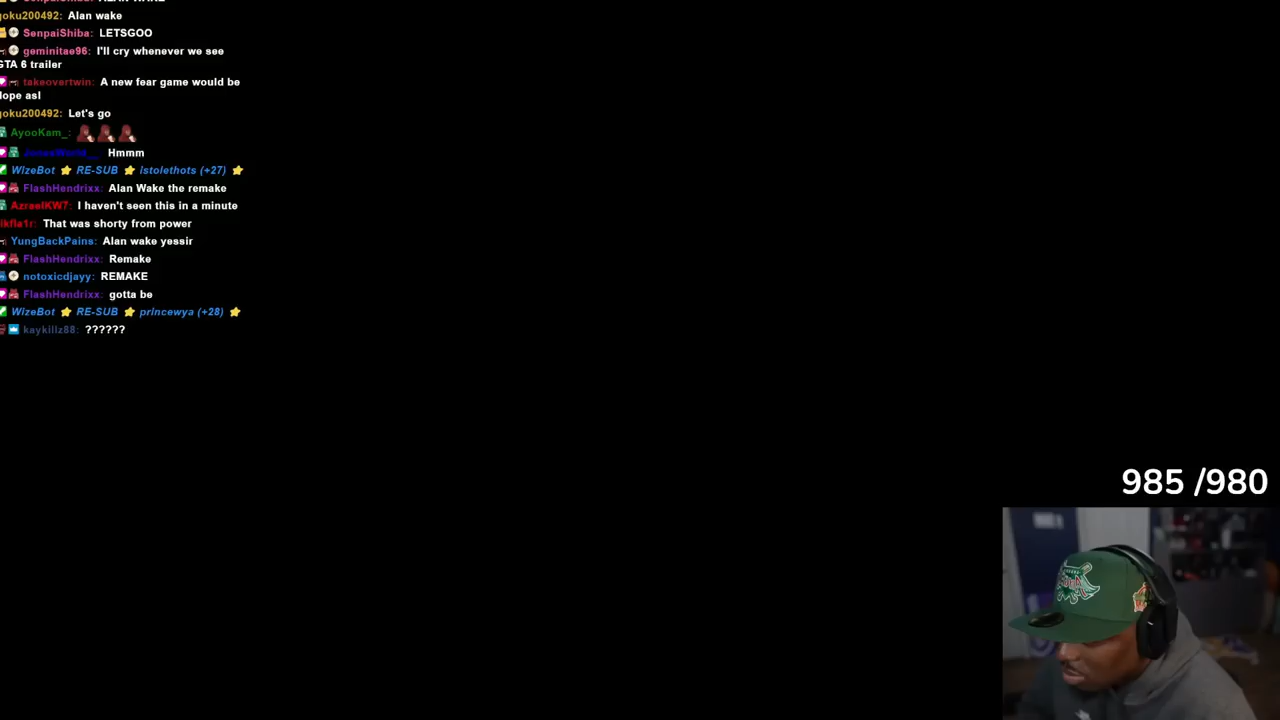 goku200492: Alan wake
SenpaiShiba: LETSGOO
geminitae96: I'll cry whenever we see
GTA 6 trailer
takeovertwin: A new fear game would be
dope asl
goku200492: Let's go
AyooKam_:
Hmmm
WizeBot RE-SUB istolethots (+27)
FlashHendrixx: Alan Wake the remake
AzraelKW7: I haven't seen this in a minute
ikfla1r: That was shorty from power
YungBackPains: Alan wake yessir
FlashHendrixx: Remake
notoxicdjayy: REMAKE
FlashHendrixx: gotta be
WizeBot RE-SUB princewya (+28)
kaykillz88: ??????
985 /980